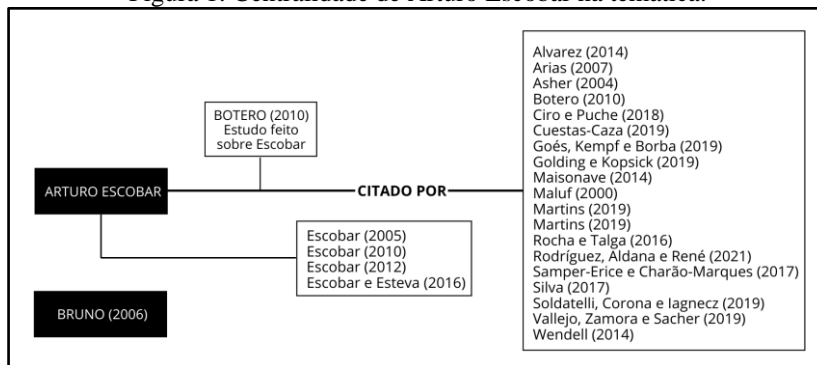 Figura 1: Centralidade de Arturo Escobar na temática.
BOTERO (2010)
Estudo feito
sobre Escobar
ARTURO ESCOBAR
CITADO POR
Escobar (2005)
Escobar (2010)
Escobar (2012)
Escobar e Esteva (2016)
BRUNO (2006)
Alvarez (2014)
Arias (2007)
Asher (2004)
Botero (2010)
Ciro e Puche (2018)
Cuestas-Caza (2019)
Goés, Kempf e Borba (2019)
Golding e Kopsick (2019)
Maisonave (2014)
Maluf (2000)
Martins (2019)
Martins (2019)
Rocha e Talga (2016)
Rodríguez, Aldana e René (2021)
Samper-Erice e Charão-Marques (2017)
Silva (2017)
Soldatelli, Corona e Iagnecz (2019)
Vallejo, Zamora e Sacher (2019)
Wendell (2014)